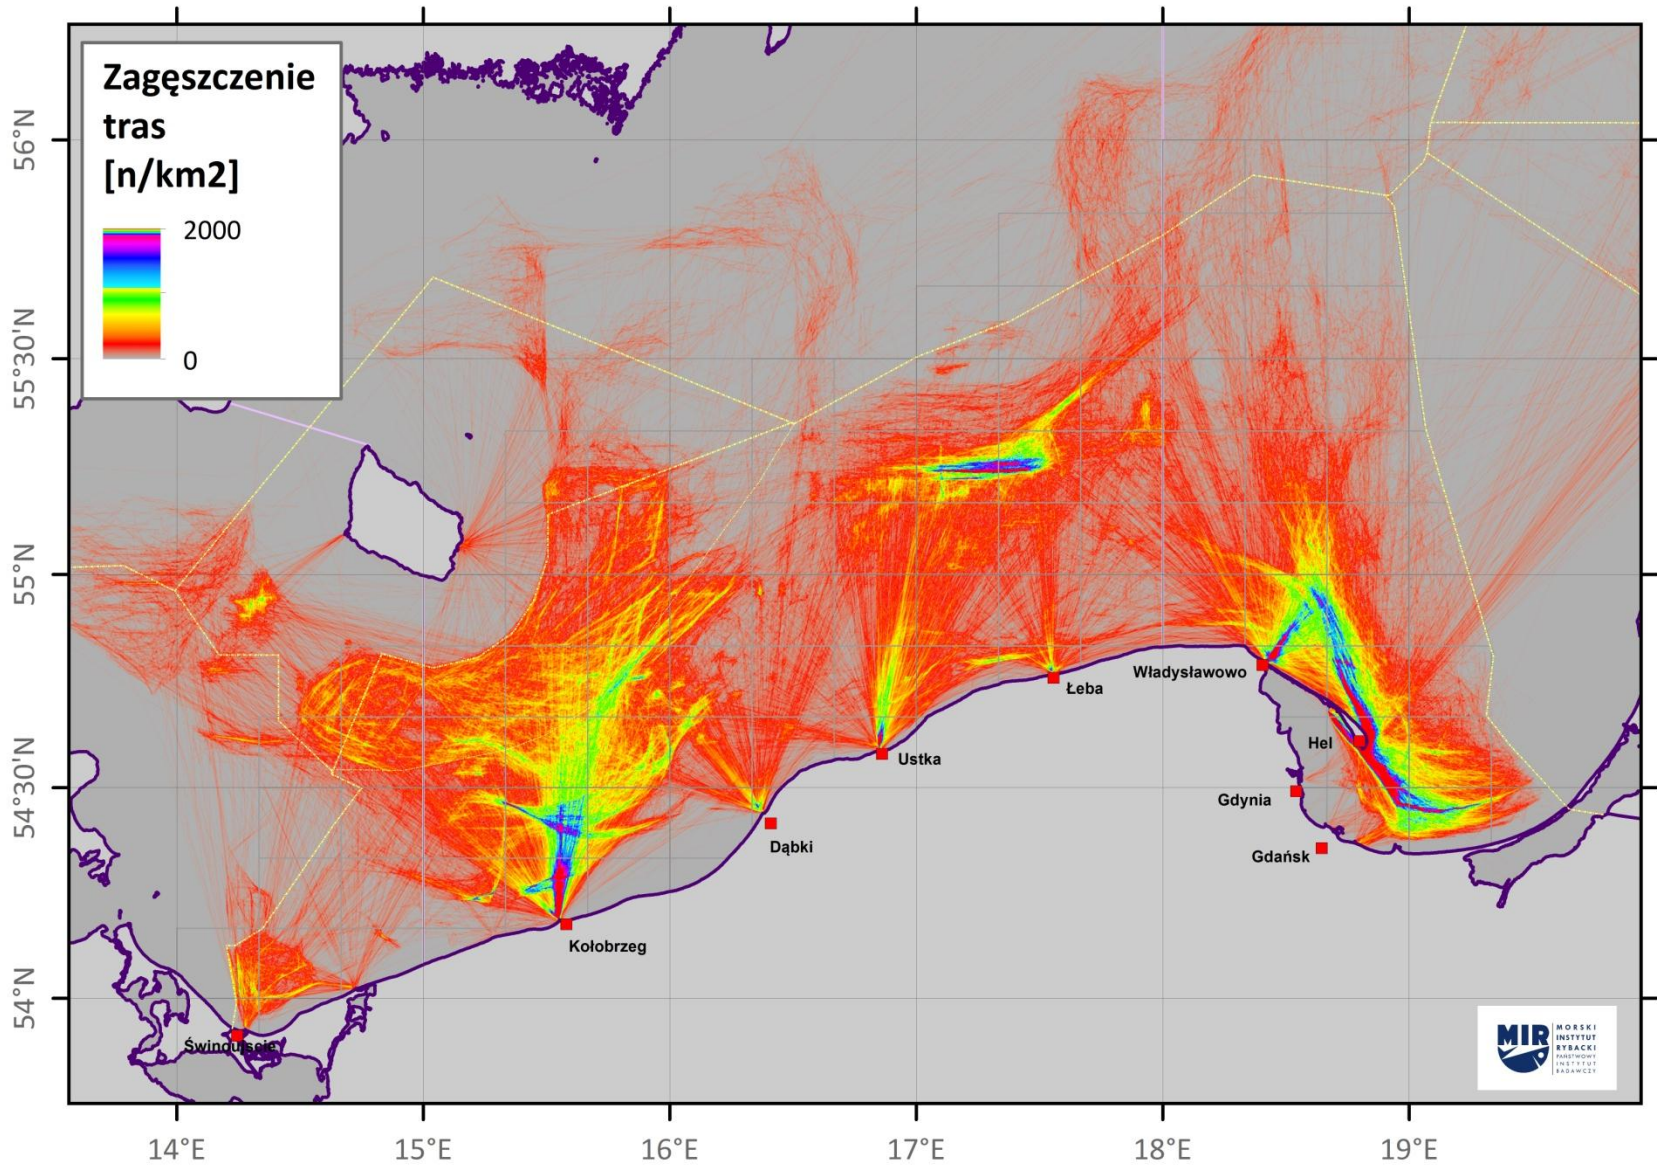 Zagęszczenie
tras
[n/km2]
2000
0
56°N
55°30'N
55°N
54°30'N
54°N
Władysławowo
Łeba
Hel
Ustka
Gdynia
Dąbki
Gdańsk
Kołobrzeg
Świnoujście
MIR
MORSKI
INSTYTUT
RYBACKI
PAŃSTWOWY
INSTYTUT
BADAWCZY
14°E
15°E
16°E
17°E
18°E
19°E